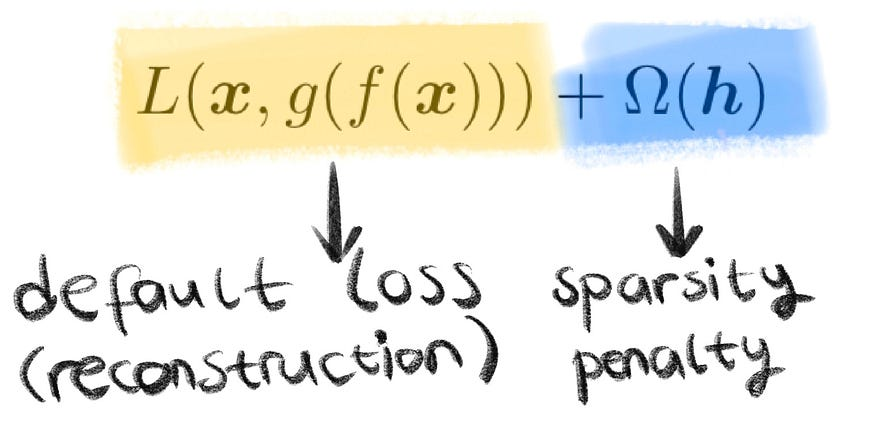 L(x, g(f(x))) + Ω(h)
default loss sparsity
(reconstruction) penalty